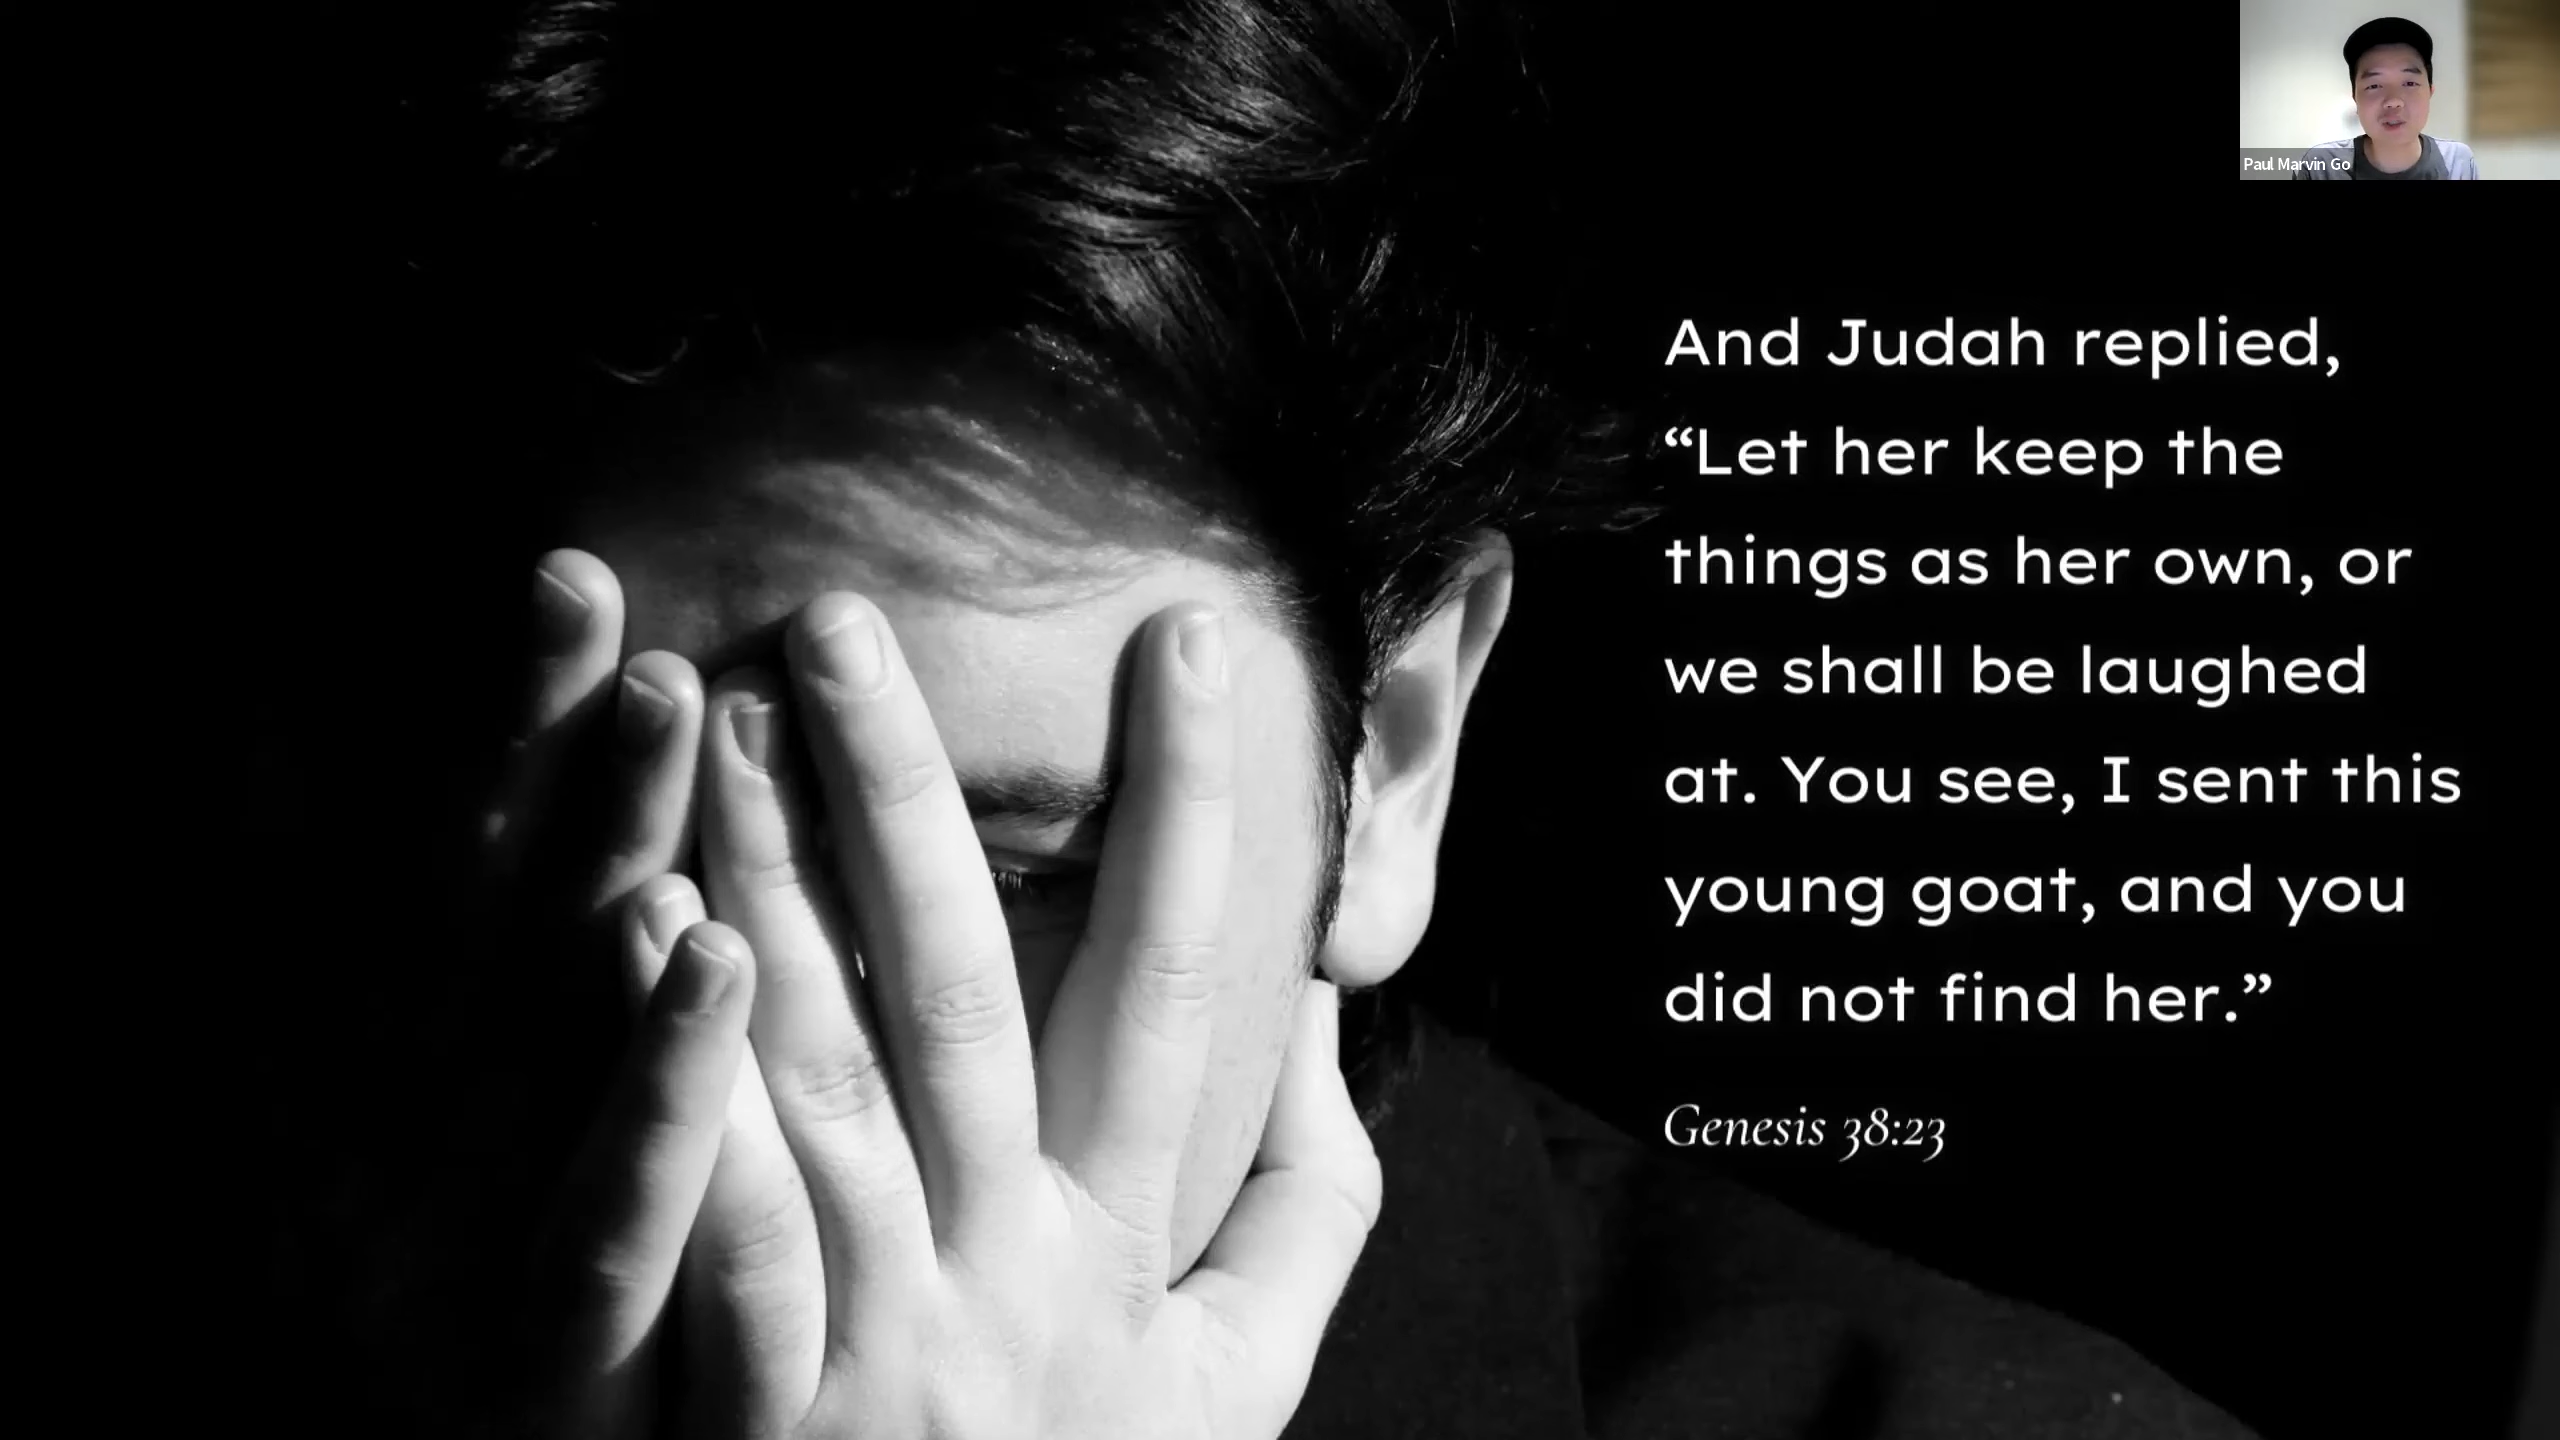 Paul Marvin Go
And Judah replied,
“Let her keep the
things as her own, or
we shall be laughed
at. You see, I sent this
young goat, and you
did not find her.”
Genesis 38:23